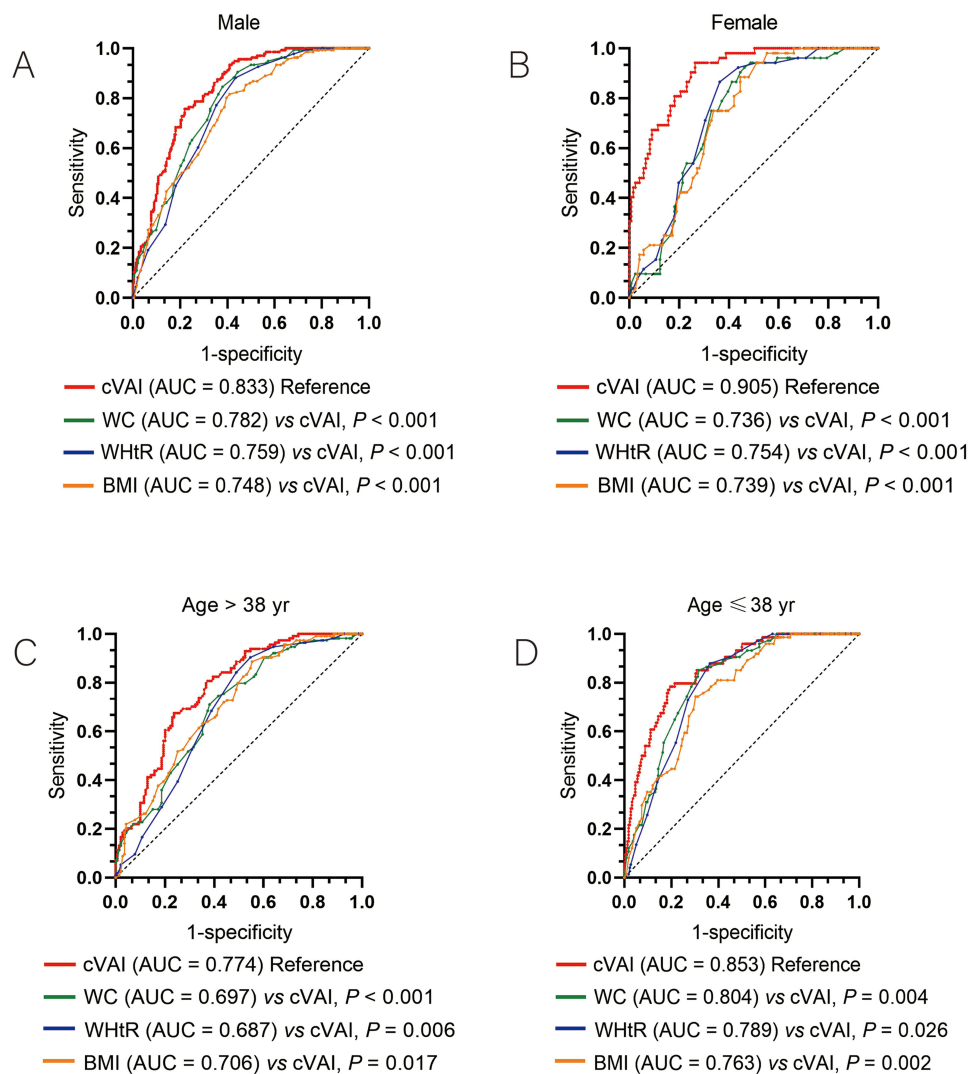 Male
A
Sensitivity
1.0
0.8
0.6
0.4
0.2
0.0
0.0 0.2 0.4 0.6 0.8 1.0
1-specificity
cVAI (AUC = 0.833) Reference
WC (AUC = 0.782) vs cVAI, P < 0.001
WHtR (AUC = 0.759) vs cVAI, P < 0.001
BMI (AUC = 0.748) vs cVAI, P < 0.001
Female
B
Sensitivity
1.0
0.8
0.6
0.4
0.2
0.0
0.0 0.2 0.4 0.6 0.8 1.0
1-specificity
cVAI (AUC = 0.905) Reference
WC (AUC = 0.736) vs cVAI, P < 0.001
WHtR (AUC = 0.754) vs cVAI, P < 0.001
BMI (AUC = 0.739) vs cVAI, P < 0.001
Age > 38 yr
C
Sensitivity
1.0
0.8
0.6
0.4
0.2
0.0
0.0 0.2 0.4 0.6 0.8 1.0
1-specificity
cVAI (AUC = 0.774) Reference
WC (AUC = 0.697) vs cVAI, P < 0.001
WHtR (AUC = 0.687) vs cVAI, P = 0.006
BMI (AUC = 0.706) vs cVAI, P = 0.017
Age ⩽ 38 yr
D
Sensitivity
1.0
0.8
0.6
0.4
0.2
0.0
0.0 0.2 0.4 0.6 0.8 1.0
1-specificity
cVAI (AUC = 0.853) Reference
WC (AUC = 0.804) vs cVAI, P = 0.004
WHtR (AUC = 0.789) vs cVAI, P = 0.026
BMI (AUC = 0.763) vs cVAI, P = 0.002